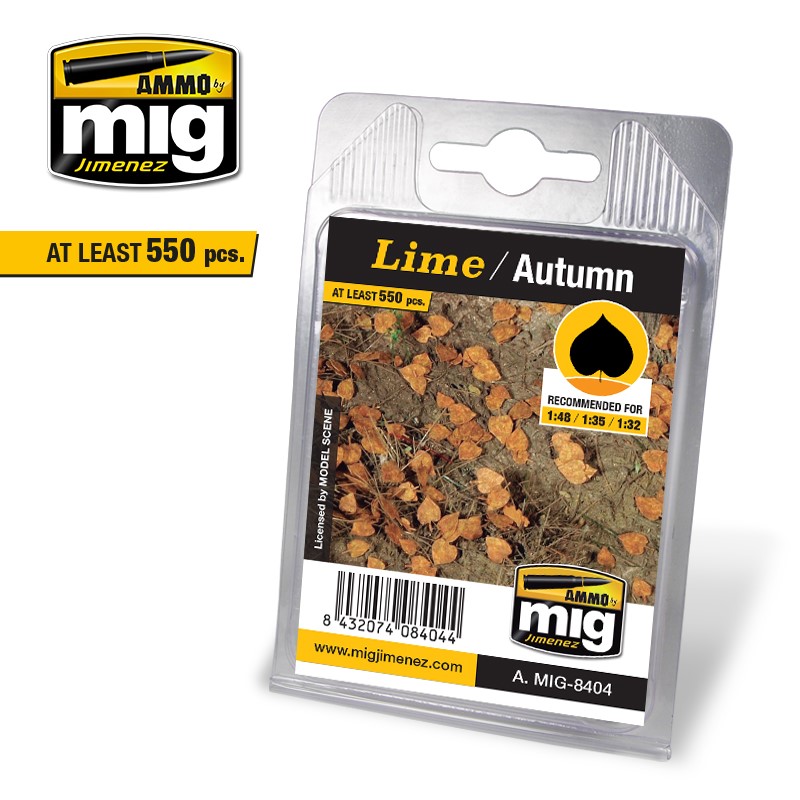 AMMO by
mig
Jimenez
AT LEAST 550 pcs.
Lime / Autumn
AT LEAST 550 pcs.
RECOMMENDED FOR
1:48 / 1:35 / 1:32
Licensed by MODEL SCENE
8 432074 084044
AMMO by
mig
Jimenez
www.migjimenez.com
A. MIG-8404